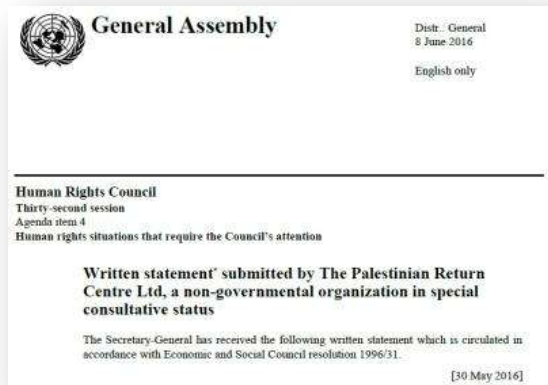 General Assembly
Distr.: General
8 June 2016
English only
Human Rights Council
Thirty-second session
Agenda item 4
Human rights situations that require the Council's attention
Written statement* submitted by The Palestinian Return
Centre Ltd, a non-governmental organization in special
consultative status
The Secretary-General has received the following written statement which is circulated in
accordance with Economic and Social Council resolution 1996/31.
[30 May 2016]